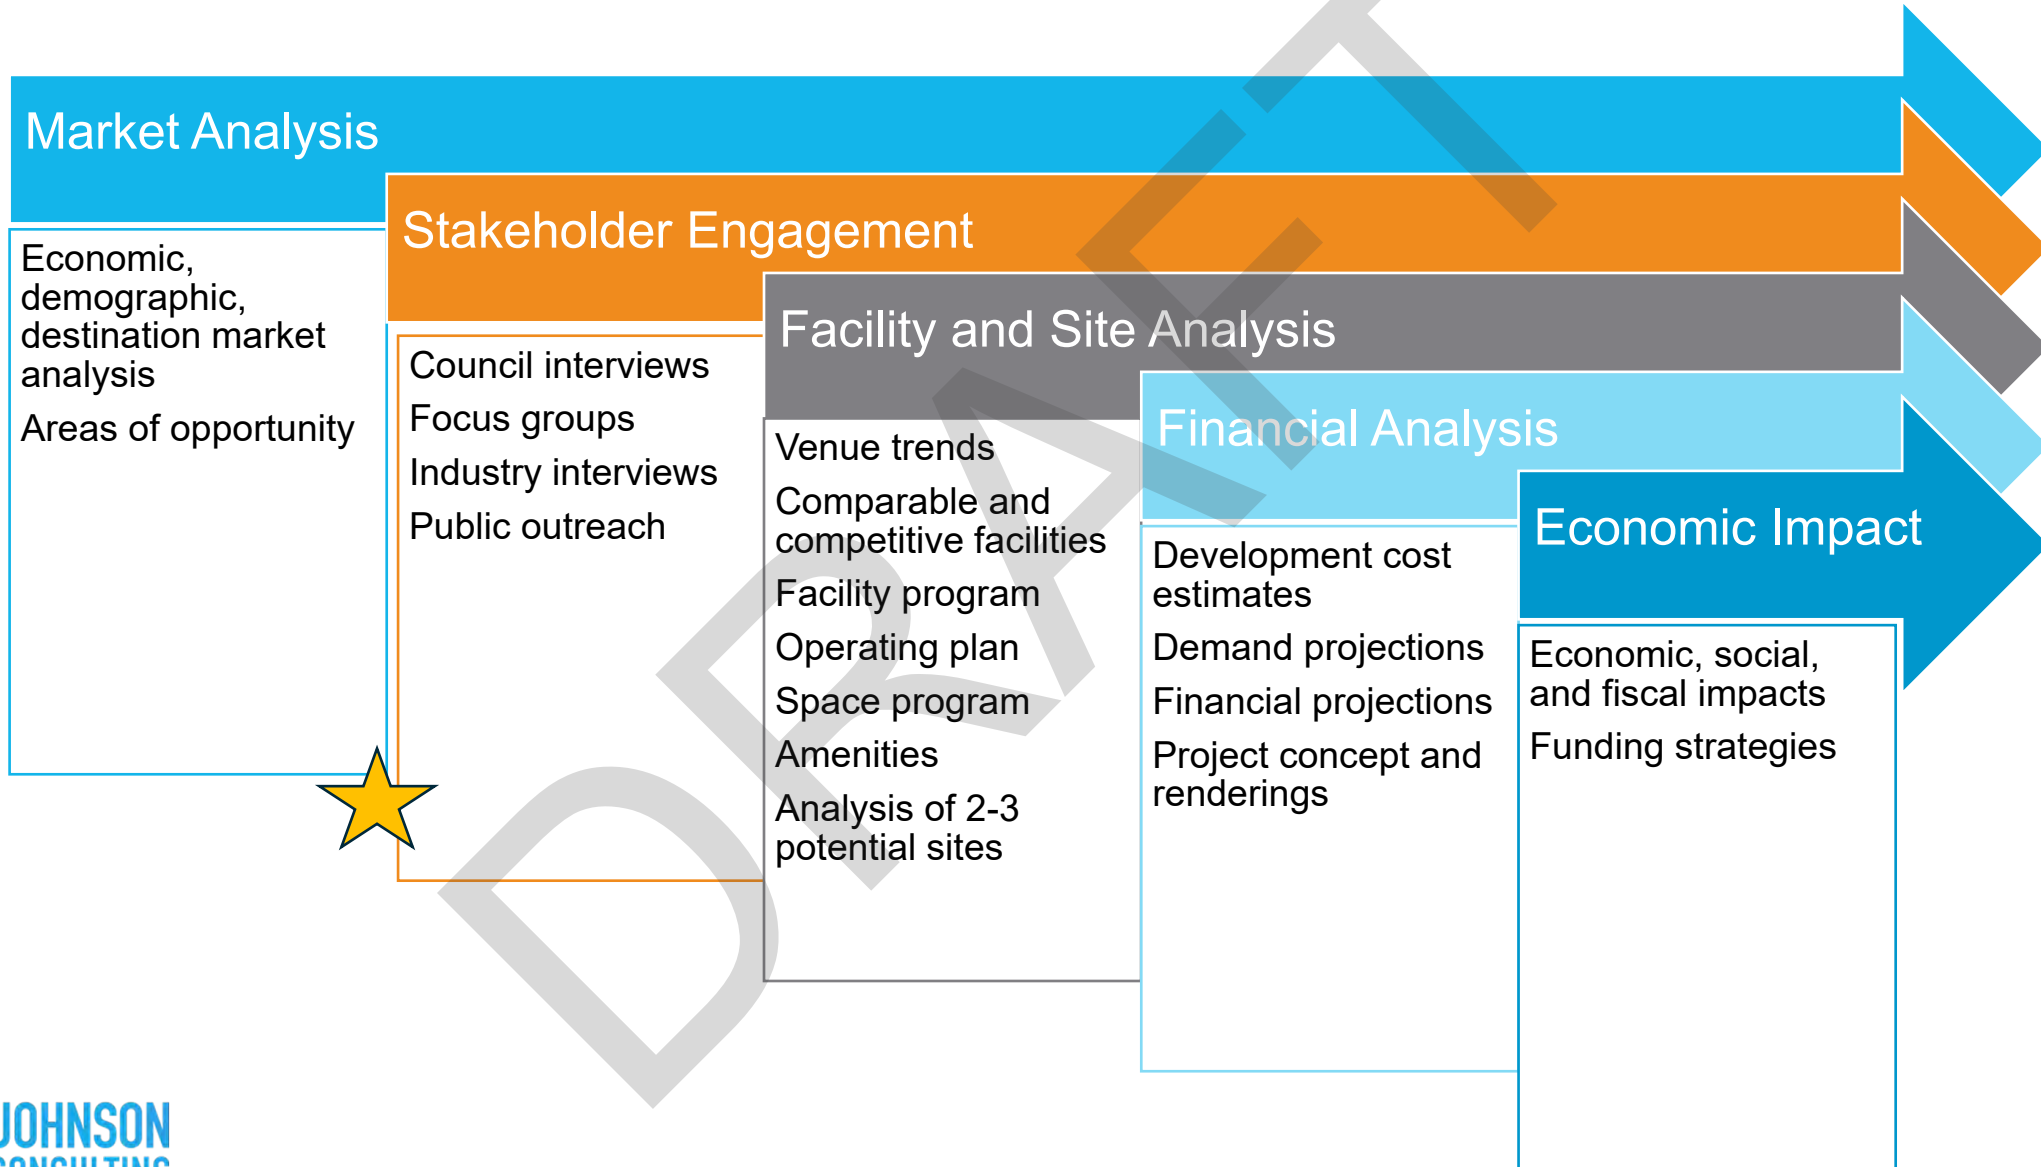 Market Analysis
Economic,
demographic,
destination market
analysis
Areas of opportunity
Stakeholder Engagement
Council interviews
Focus groups
Industry interviews
Public outreach
Facility and Site Analysis
Venue trends
Comparable and
competitive facilities
Facility program
Operating plan
Space program
Amenities
Analysis of 2-3
potential sites
Financial Analysis
Development cost
estimates
Demand projections
Financial projections
Project concept and
renderings
Economic Impact
Economic, social,
and fiscal impacts
Funding strategies
DRAFT
JOHNSON
CONSULTING